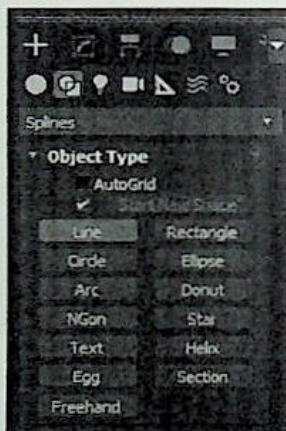 Splines
Object Type
AutoGrid
Start New Shape
Line Rectangle
Circle Ellipse
Arc Donut
NGon Star
Text Helix
Egg Section
Freehand